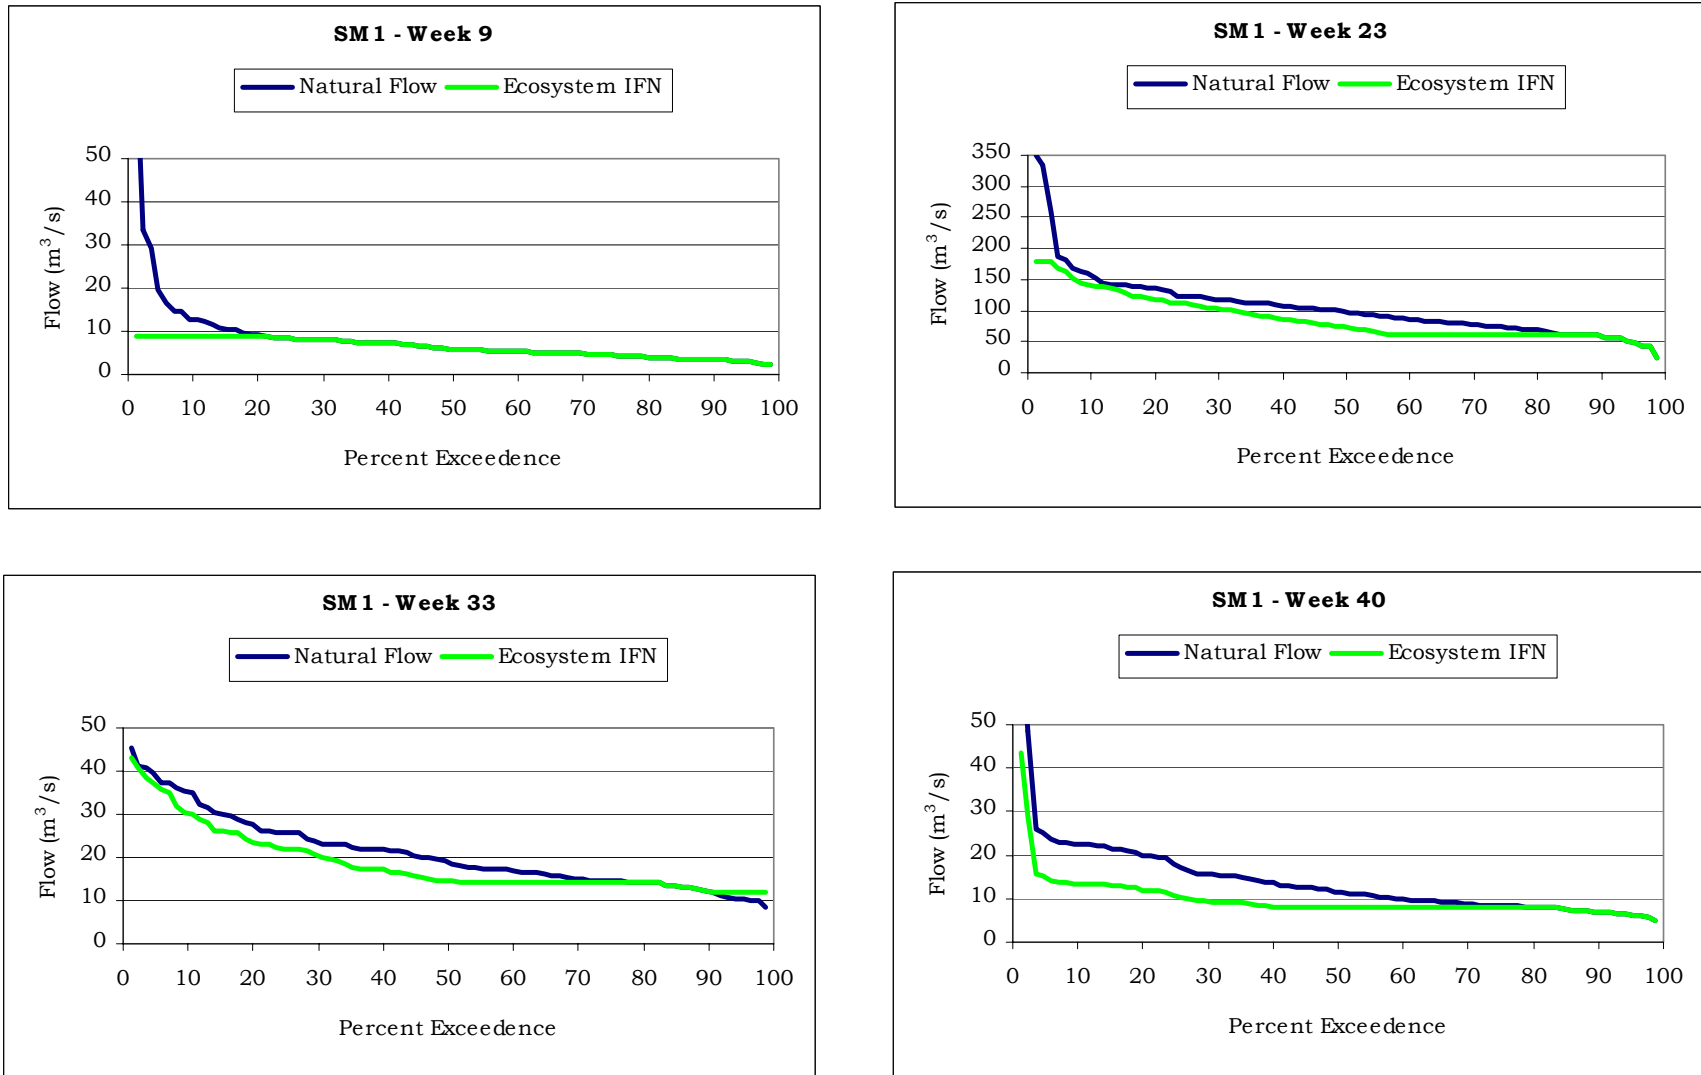 SM1 - Week 9
Natural Flow Ecosystem IFN
50
40
30
20
10
0
Flow (m³/s)
0 10 20 30 40 50 60 70 80 90 100
Percent Exceedence
SM1 - Week 23
Natural Flow Ecosystem IFN
350
300
250
200
150
100
50
0
Flow (m³/s)
0 10 20 30 40 50 60 70 80 90 100
Percent Exceedence
SM1 - Week 33
Natural Flow Ecosystem IFN
50
40
30
20
10
0
Flow (m³/s)
0 10 20 30 40 50 60 70 80 90 100
Percent Exceedence
SM1 - Week 40
Natural Flow Ecosystem IFN
50
40
30
20
10
0
Flow (m³/s)
0 10 20 30 40 50 60 70 80 90 100
Percent Exceedence